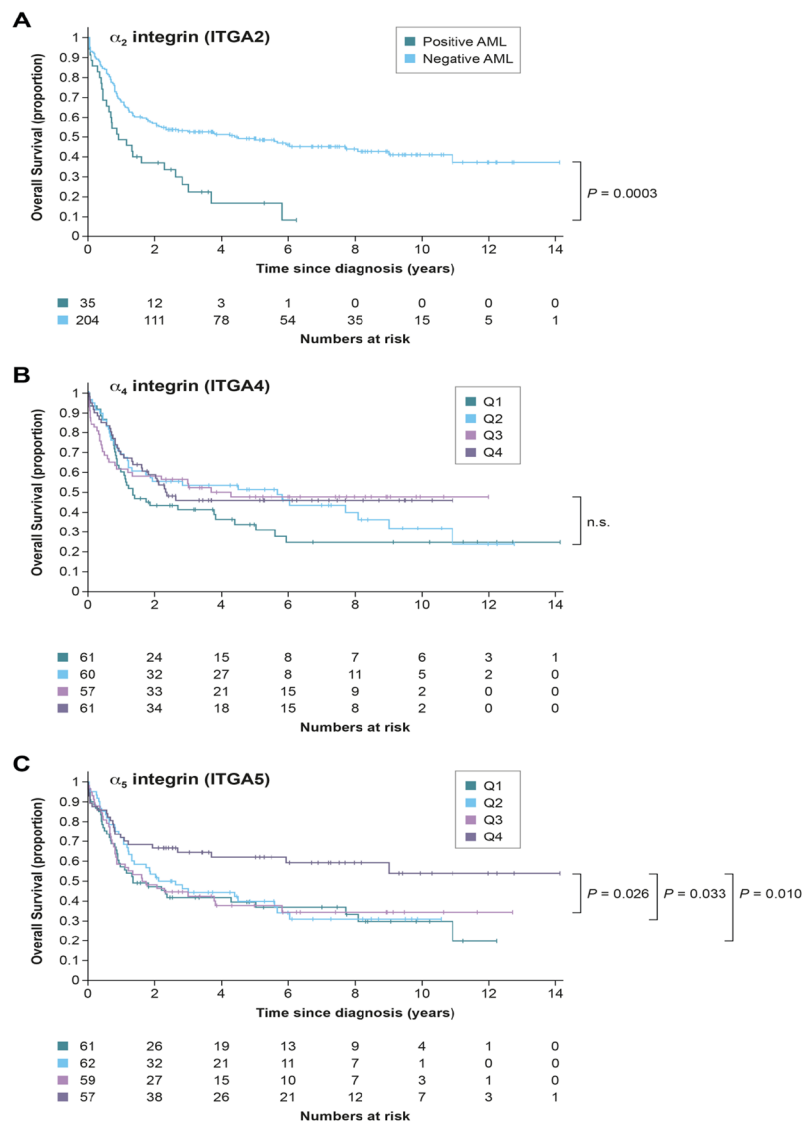 A
α2 integrin (ITGA2)
Positive AML
Negative AML
Overall Survival (proportion)
1
0.9
0.8
0.7
0.6
0.5
0.4
0.3
0.2
0.1
0
0 2 4 6 8 10 12 14
Time since diagnosis (years)
P = 0.0003
35 12 3 1 0 0 0 0
204 111 78 54 35 15 5 1
Numbers at risk
B
α4 integrin (ITGA4)
Q1
Q2
Q3
Q4
Overall Survival (proportion)
1
0.9
0.8
0.7
0.6
0.5
0.4
0.3
0.2
0.1
0
0 2 4 6 8 10 12 14
n.s.
61 24 15 8 7 6 3 1
60 32 27 8 11 5 2 0
57 33 21 15 9 2 0 0
61 34 18 15 8 2 0 0
Numbers at risk
C
α5 integrin (ITGA5)
Q1
Q2
Q3
Q4
Overall Survival (proportion)
1
0.9
0.8
0.7
0.6
0.5
0.4
0.3
0.2
0.1
0
0 2 4 6 8 10 12 14
Time since diagnosis (years)
P = 0.026
P = 0.033
P = 0.010
61 26 19 13 9 4 1 0
62 32 21 11 7 1 0 0
59 27 15 10 7 3 1 0
57 38 26 21 12 7 3 1
Numbers at risk